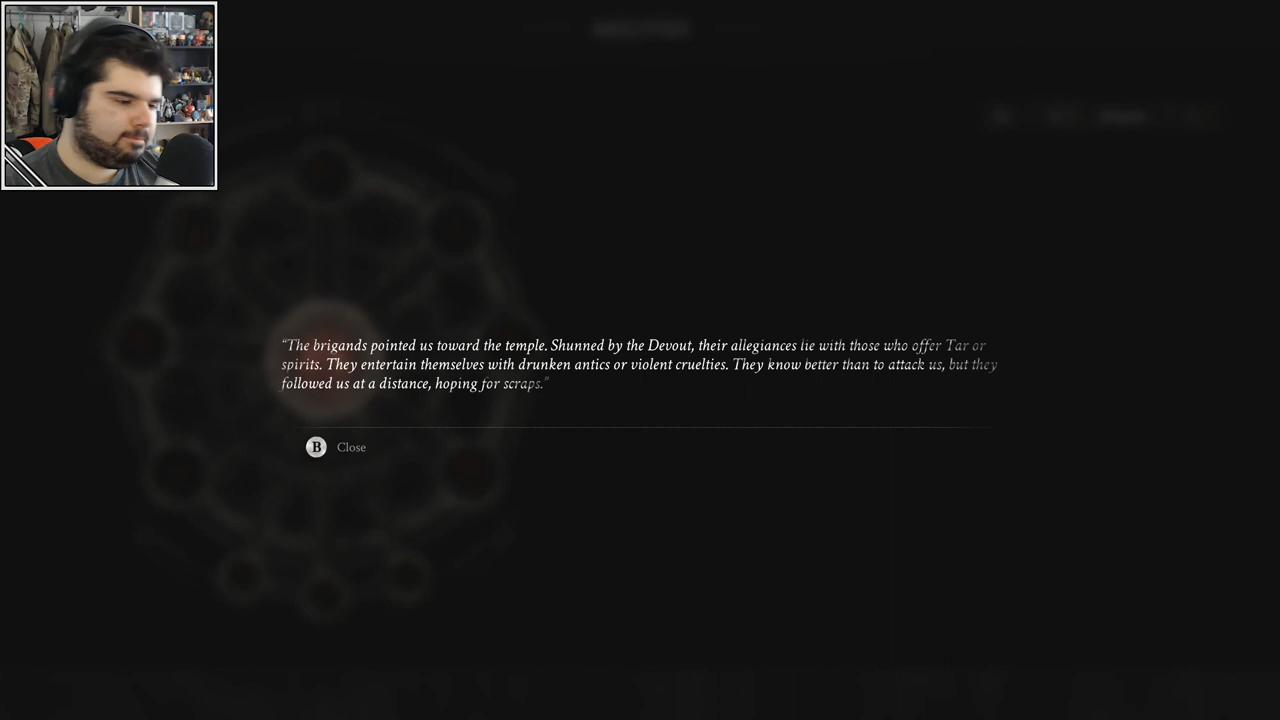 “The brigands pointed us toward the temple. Shunned by the Devout, their allegiances lie with those who offer Tar or
spirits. They entertain themselves with drunken antics or violent cruelties. They know better than to attack us, but they
followed us at a distance, hoping for scraps.”
B Close